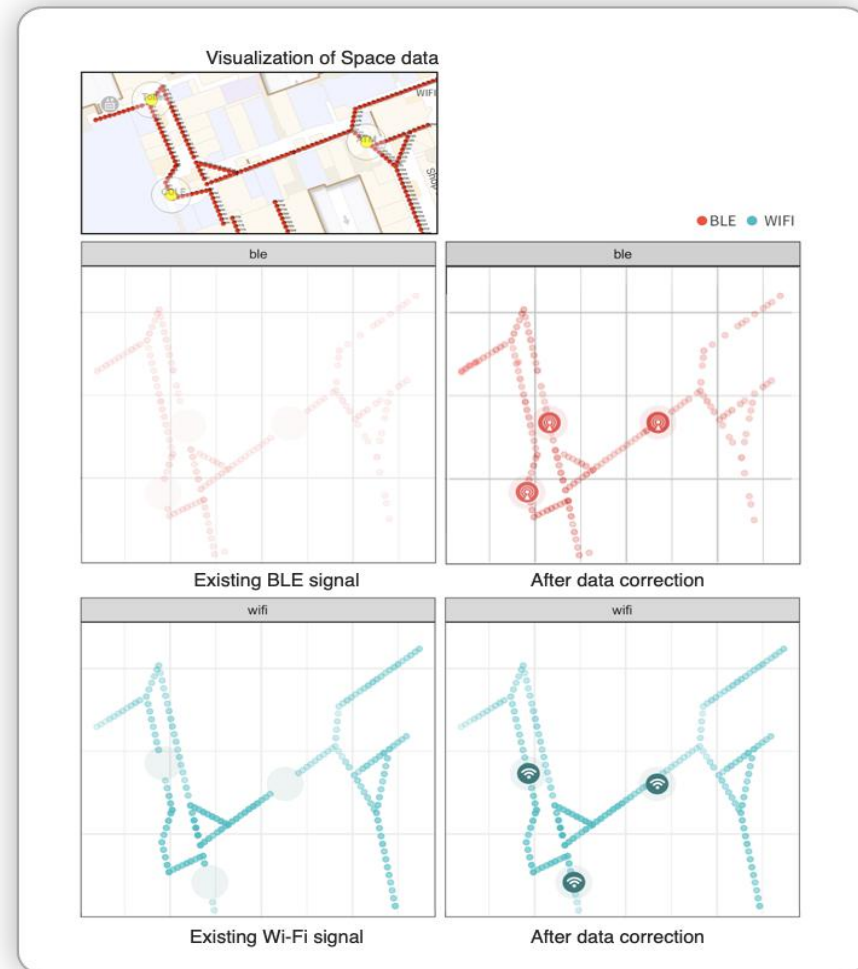 Visualization of Space data
WIFI
BLE WIFI
ble
ble
Existing BLE signal
After data correction
wifi
wifi
Existing Wi-Fi signal
After data correction